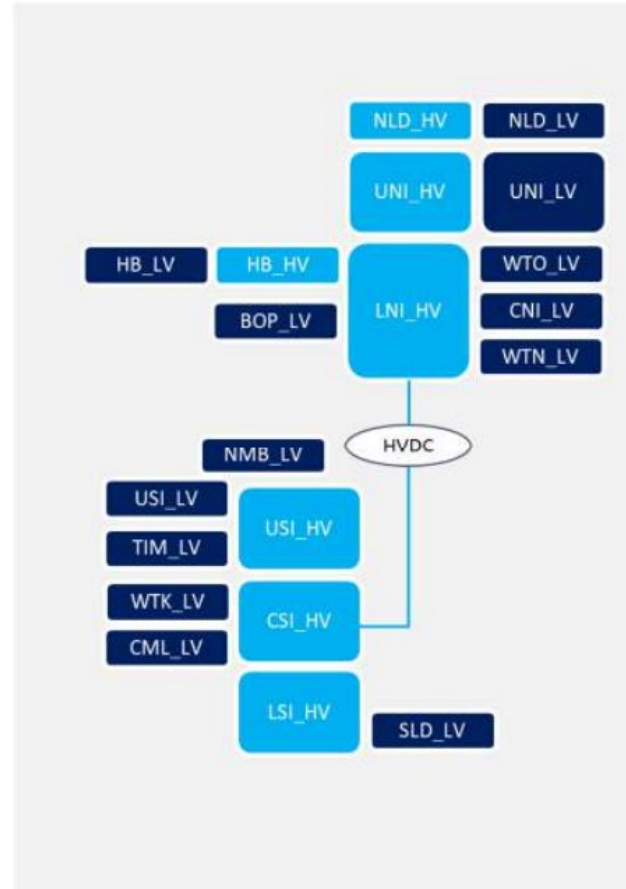 NLD_HV NLD_LV
UNI_HV UNI_LV
HB_LV HB_HV LNI_HV WTO_LV
BOP_LV CNI_LV
WTN_LV
HVDC
NMB_LV
USI_LV
USI_HV
TIM_LV
WTK_LV
CSI_HV
CML_LV
LSI_HV
SLD_LV